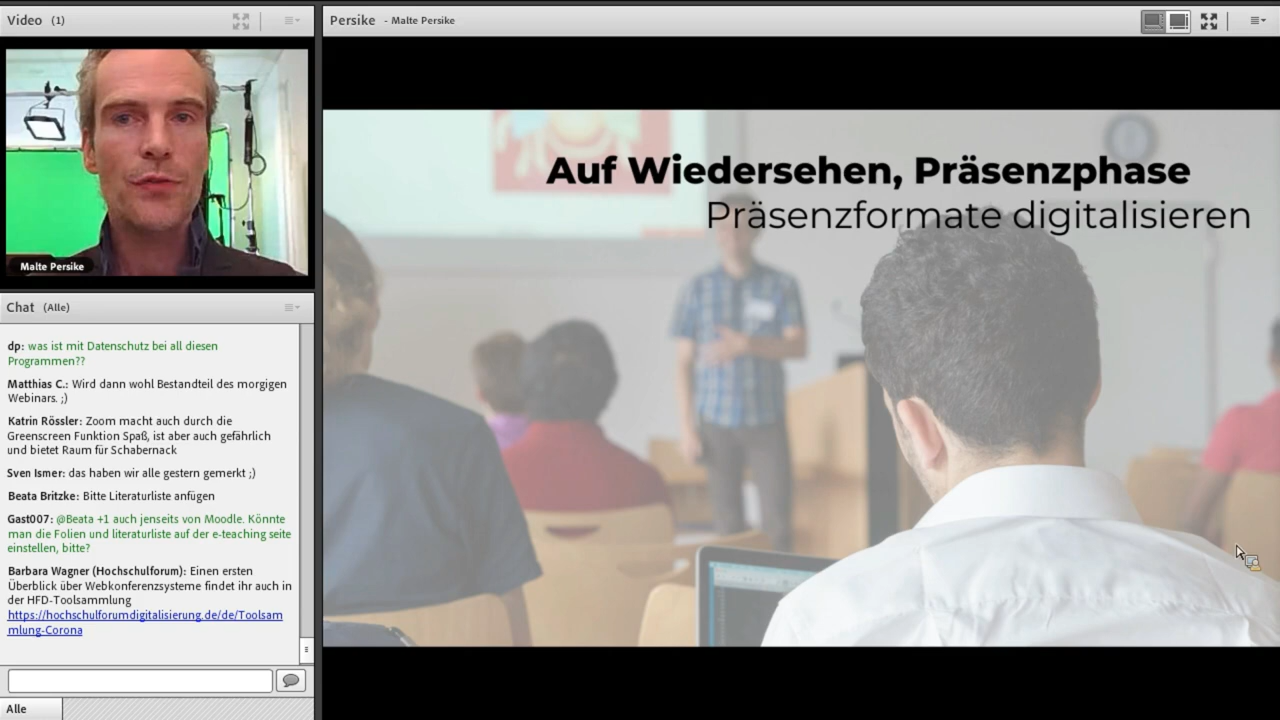 Video (1)
Malte Persike
Chat (Alle)
dp: was ist mit Datenschutz bei all diesen
Programmen??
Matthias C.: Wird dann wohl Bestandteil des morgigen
Webinars. ;)
Katrin Rössler: Zoom macht auch durch die
Greenscreen Funktion Spaß, ist aber auch gefährlich
und bietet Raum für Schabernack
Sven Ismer: das haben wir alle gestern gemerkt ;)
Beata Britzke: Bitte Literaturliste anfügen
Gast007: @Beata +1 auch jenseits von Moodle. Könnte
man die Folien und literaturliste auf der e-teaching seite
einstellen, bitte?
Barbara Wagner (Hochschulforum): Einen ersten
Überblick über Webkonferenzsysteme findet ihr auch in
der HFD-Toolsammlung
https://hochschulforumdigitalisierung.de/de/Toolsam
mlung-Corona
Alle
Persike - Malte Persike
Auf Wiedersehen, Präsenzphase
Präsenzformate digitalisieren